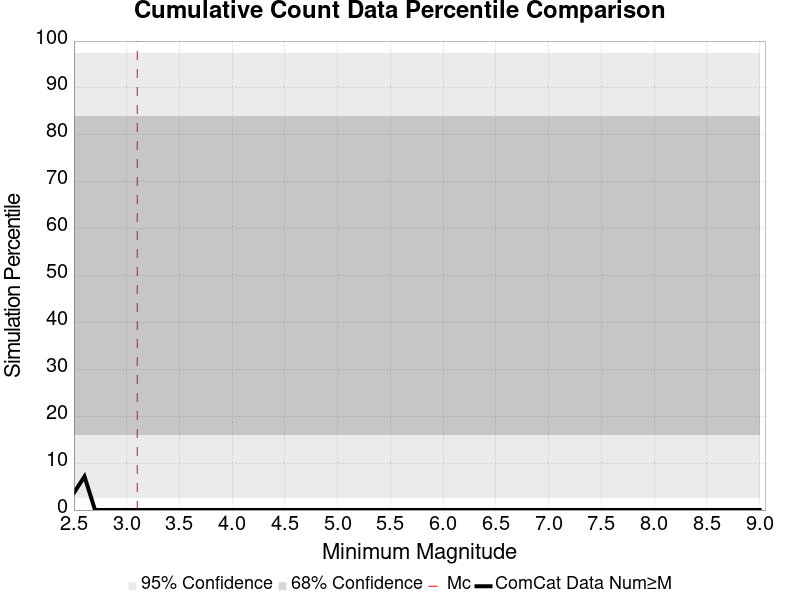 Cumulative Count Data Percentile Comparison
100
90
80
70
60
50
40
30
20
10
0
Simulation Percentile
2.5 3.0 3.5 4.0 4.5 5.0 5.5 6.0 6.5 7.0 7.5 8.0 8.5 9.0
Minimum Magnitude
95% Confidence 68% Confidence Mc ComCat Data Num≥M